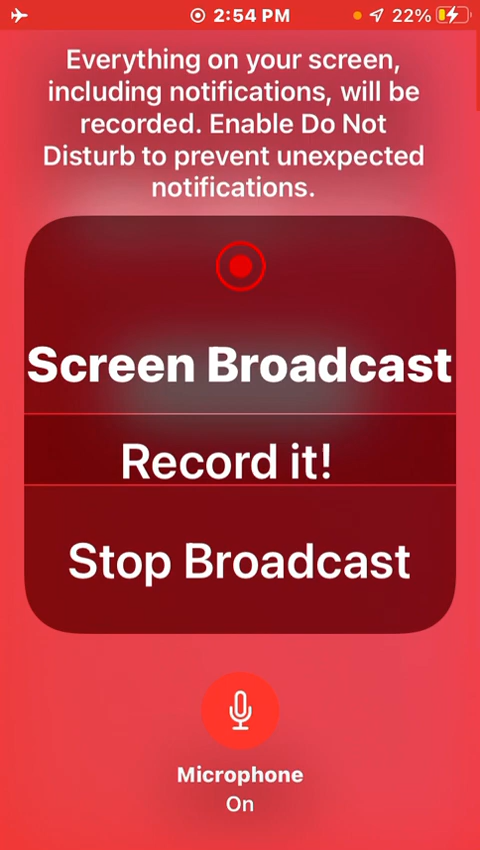 2:54 PM
22%
Everything on your screen,
including notifications, will be
recorded. Enable Do Not
Disturb to prevent unexpected
notifications.
Screen Broadcast
Record it!
Stop Broadcast
Microphone
On